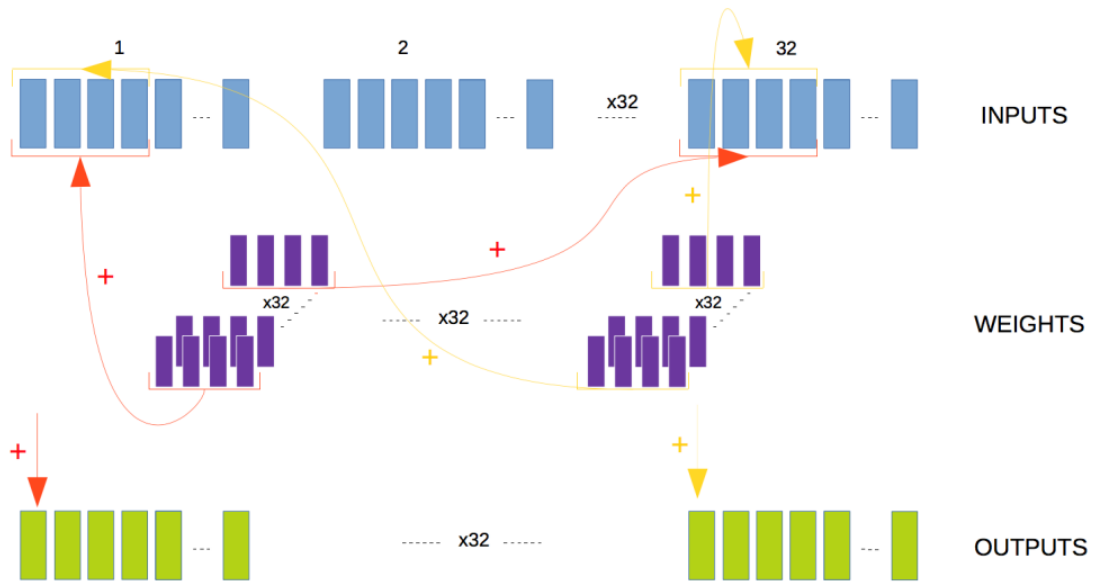 1 2 32
x32 INPUTS
+
+ +
x32 x32
x32 WEIGHTS
+
+ +
x32 OUTPUTS